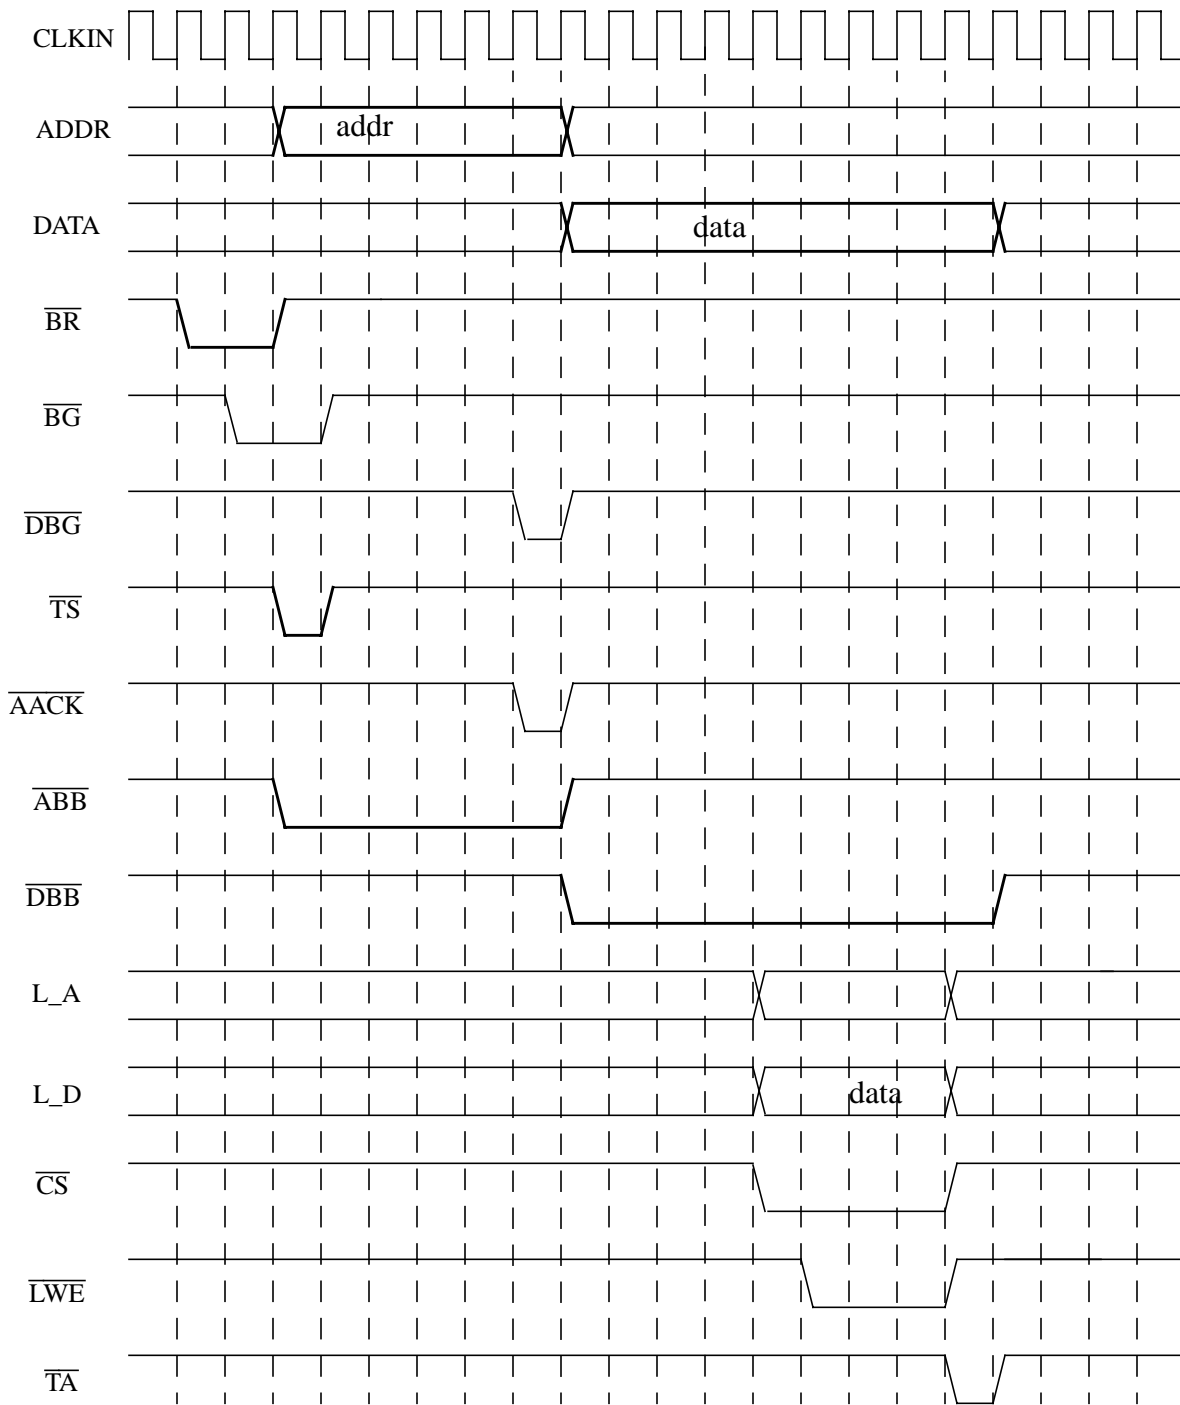 CLKIN
ADDR addr
DATA data
BR
BG
DBG
TS
AACK
ABB
DBB
L_A
L_D data
CS
LWE
TA